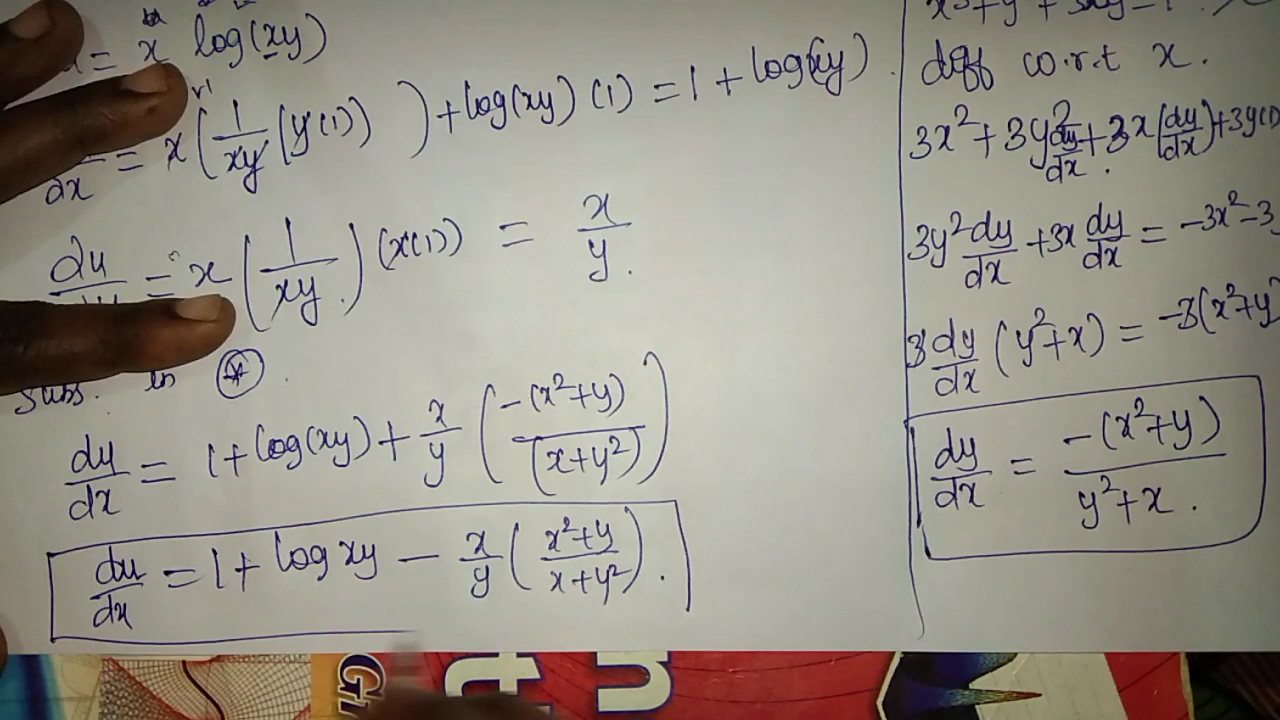 u = x log(xy)
= x ( 1/xy (y(1)) ) + log(xy) (1) = 1 + log(xy)
dx
du = x ( 1/xy ) (x(1)) = x/y.
Subs. in (*).
du/dx = 1 + log(xy) + x/y ( -(x²+y) / (x+y²) )
du/dx = 1 + log xy - x/y ( x²+y / x+y² ).
diff w.r.t x.
3x² + 3y² dy/dx + 3x (dy/dx) + 3y(1)
3y² dy/dx + 3x dy/dx = -3x² - 3
3 dy/dx (y²+x) = -3(x²+y)
dy/dx = -(x²+y) / y²+x.